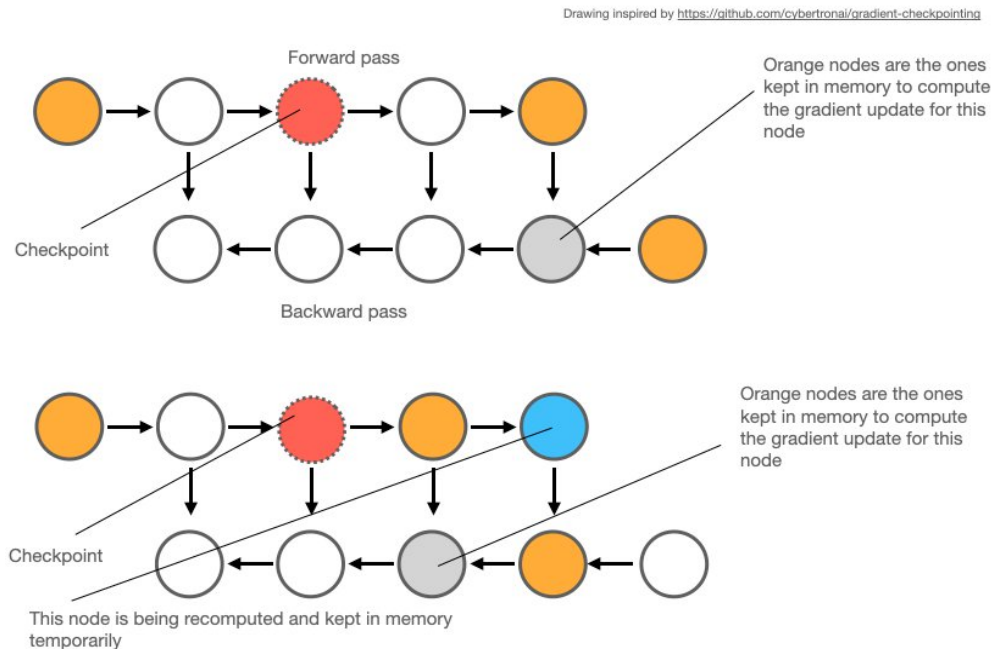 Drawing inspired by https://github.com/cybertronai/gradient-checkpointing
Forward pass
Orange nodes are the ones
kept in memory to compute
the gradient update for this
node
Checkpoint
Backward pass
Orange nodes are the ones
kept in memory to compute
the gradient update for this
node
Checkpoint
This node is being recomputed and kept in memory
temporarily